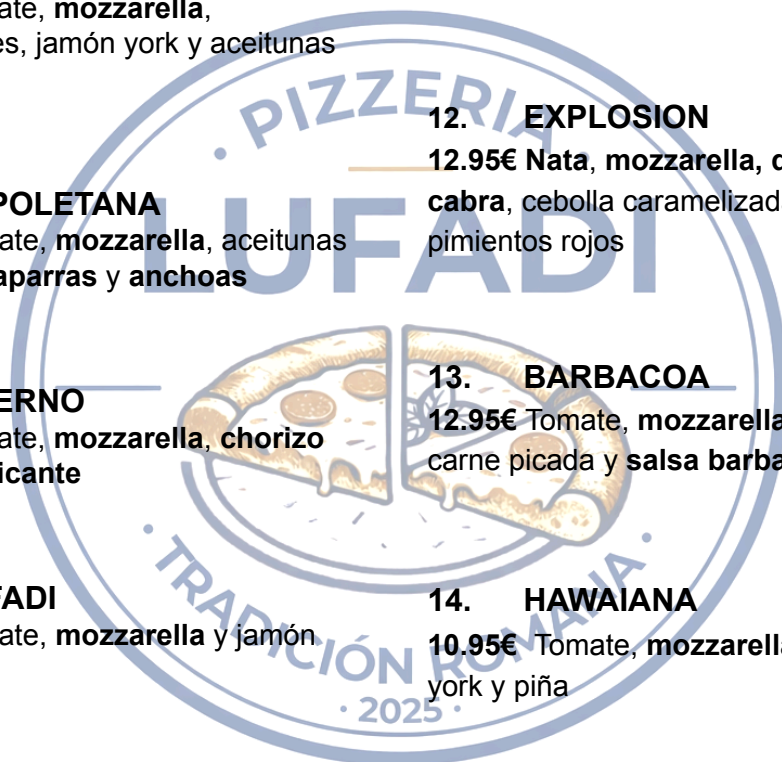 ate, mozzarella,
es, jamón york y aceitunas
POLETANA
ate, mozzarella, aceitunas
aparras y anchoas
ERNO
ate, mozzarella, chorizo
icante
FADI
ate, mozzarella y jamón
12. EXPLOSION
12.95€ Nata, mozzarella,
cabra, cebolla caramelizad
pimientos rojos
13. BARBACOA
12.95€ Tomate, mozzarella
carne picada y salsa barba
14. HAWAIANA
10.95€ Tomate, mozzarella
york y piña
· PIZZERIA ·
LUFADI
· TRADICIÓN ROMANA ·
· 2025 ·